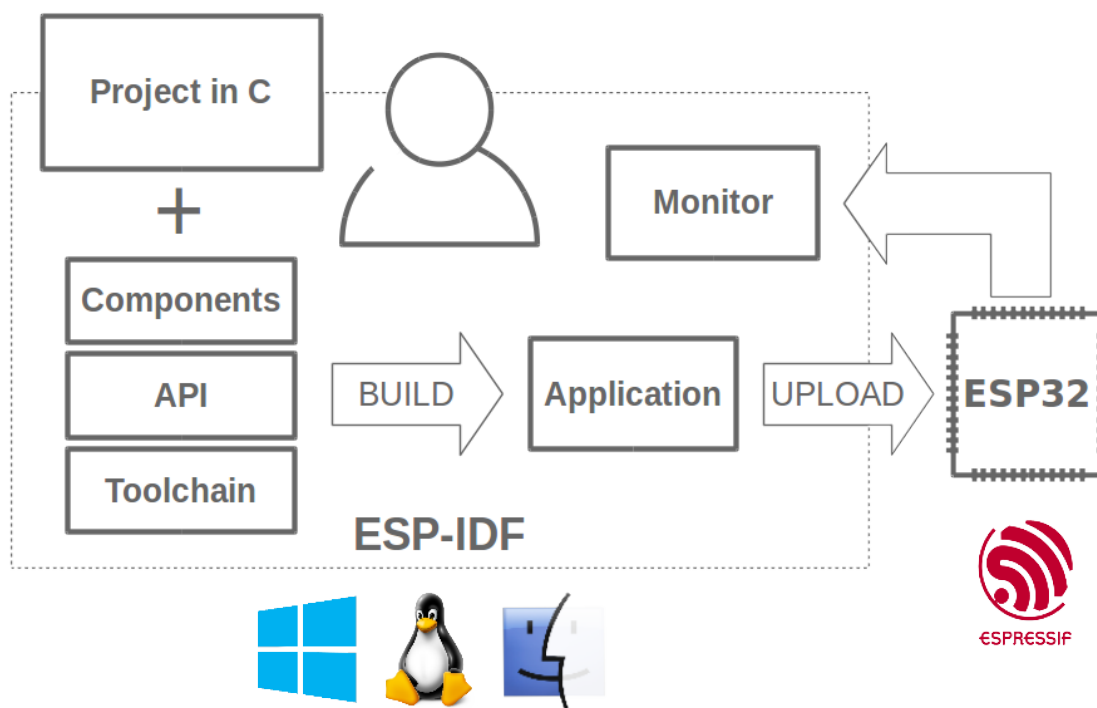 Project in C
+
Components
API
Toolchain
BUILD
Application
UPLOAD
Monitor
ESP32
ESP-IDF
ESPRESSIF